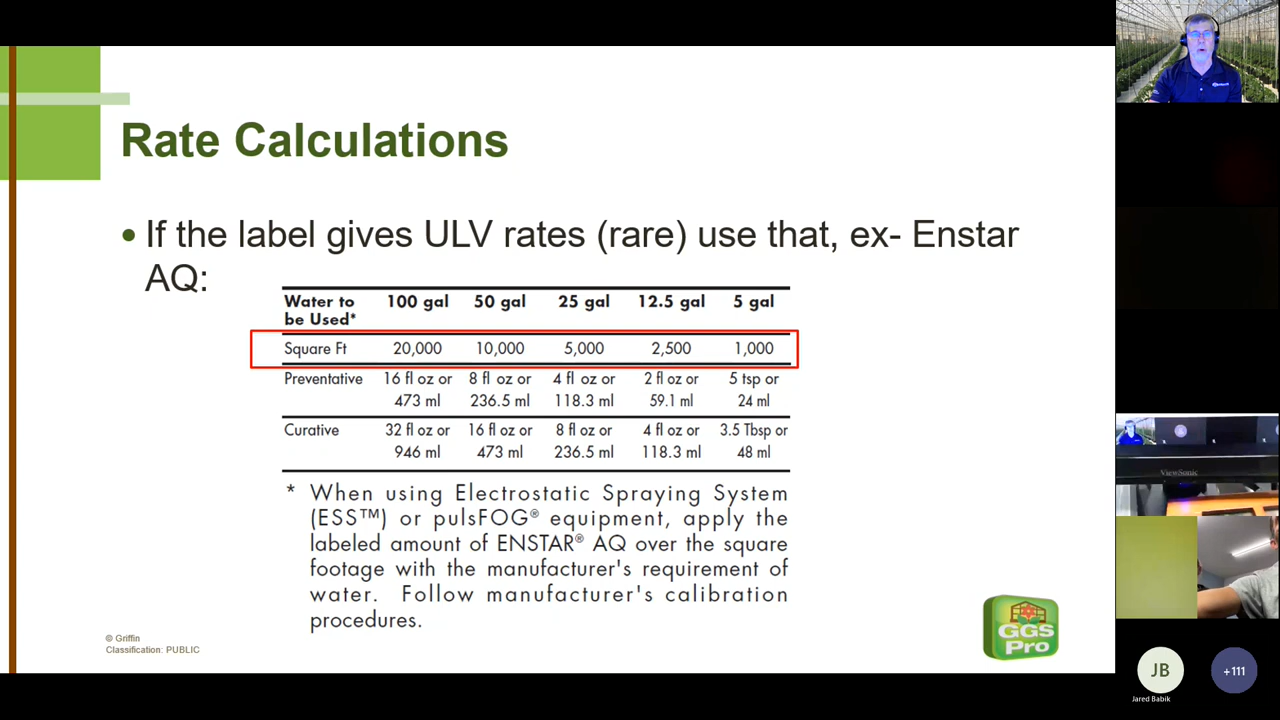 Rate Calculations
• If the label gives ULV rates (rare) use that, ex- Enstar
AQ:
Water to be Used* 100 gal 50 gal 25 gal 12.5 gal 5 gal
Square Ft 20,000 10,000 5,000 2,500 1,000
Preventative 16 fl oz or 8 fl oz or 4 fl oz or 2 fl oz or 5 tsp or
473 ml 236.5 ml 118.3 ml 59.1 ml 24 ml
Curative 32 fl oz or 16 fl oz or 8 fl oz or 4 fl oz or 3.5 Tbsp or
946 ml 473 ml 236.5 ml 118.3 ml 48 ml
* When using Electrostatic Spraying System
(ESS™) or pulsFOG® equipment, apply the
labeled amount of ENSTAR® AQ over the square
footage with the manufacturer's requirement of
water. Follow manufacturer's calibration
procedures.
© Griffin
Classification: PUBLIC
GGS
Pro
ViewSonic
JB
Jared Babik
+111